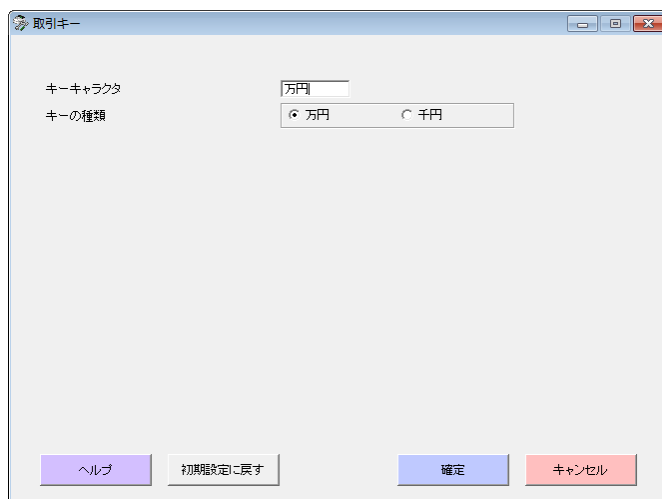 取引キー
キーキャラクタ 万円
キーの種類 万円 千円
ヘルプ 初期設定に戻す 確定 キャンセル